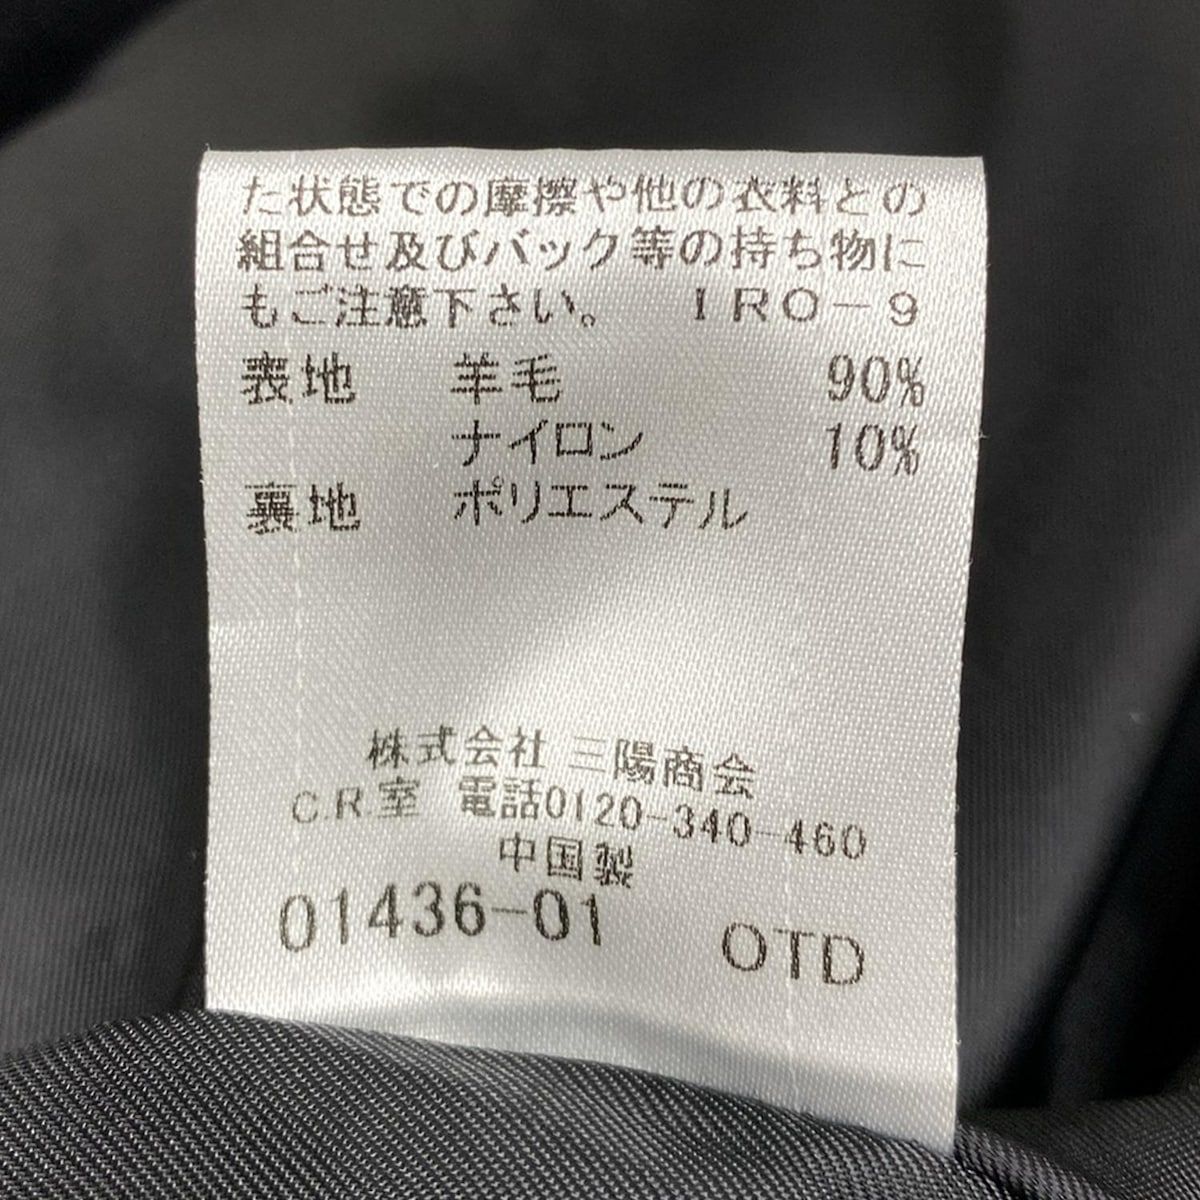 た状態での摩擦や他の衣料との
組合せ及びバック等の持ち物に
もご注意下さい。 IRO-9
表地 羊毛 90%
ナイロン 10%
裏地 ポリエステル
株式会社 三陽商会
C.R.室 電話0120-340-460
中国製
01436-01 OTD